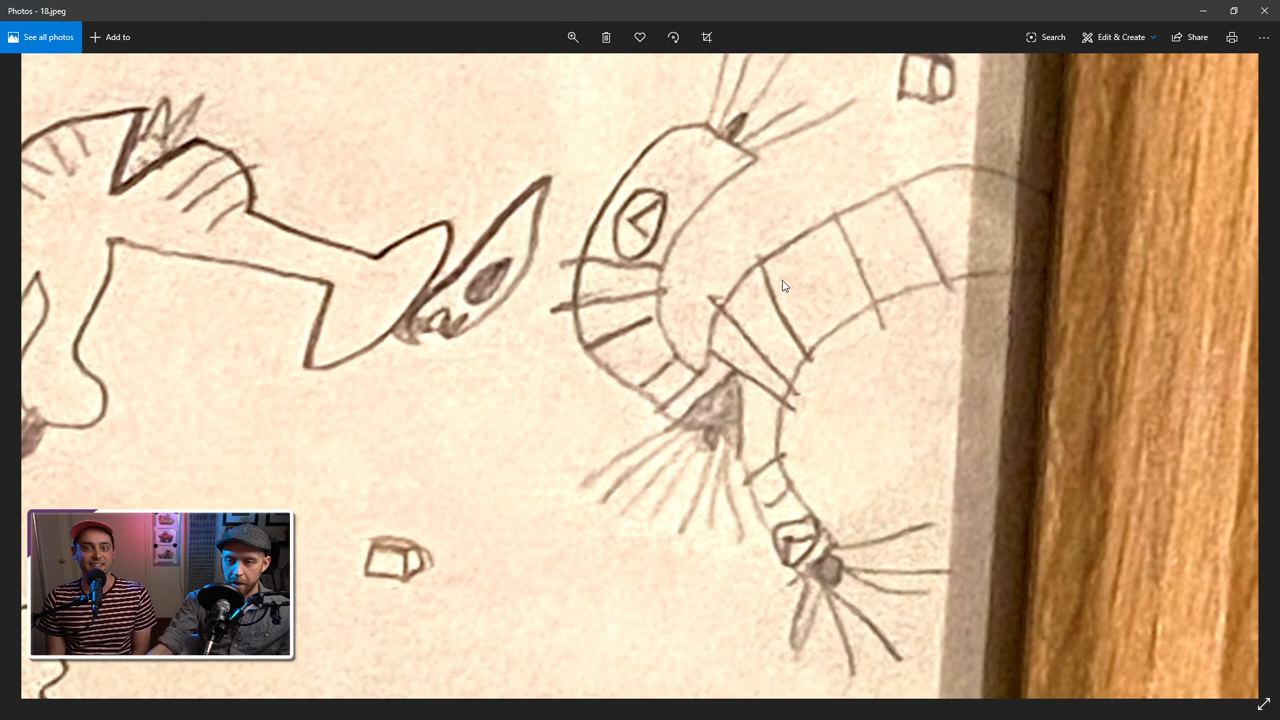 Photos - 18.jpeg
See all photos
Add to
Search
Edit & Create
Share